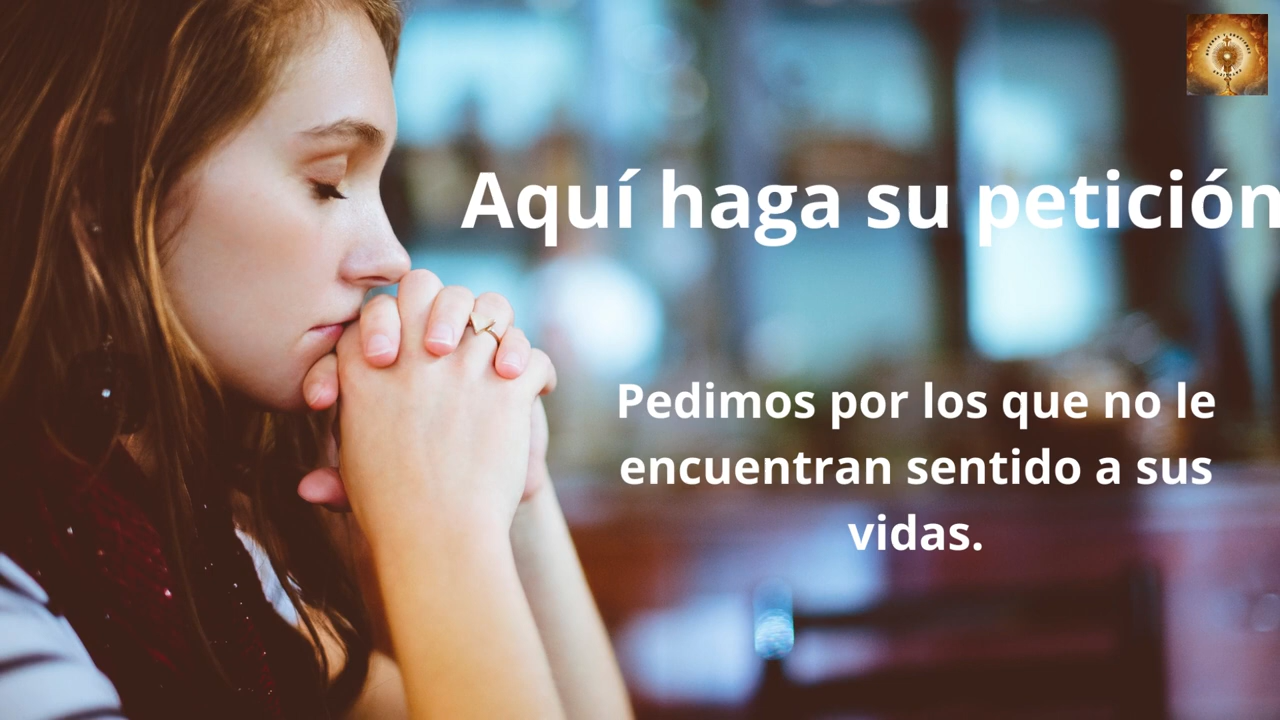 Aquí haga su petición
Pedimos por los que no le
encuentran sentido a sus
vidas.